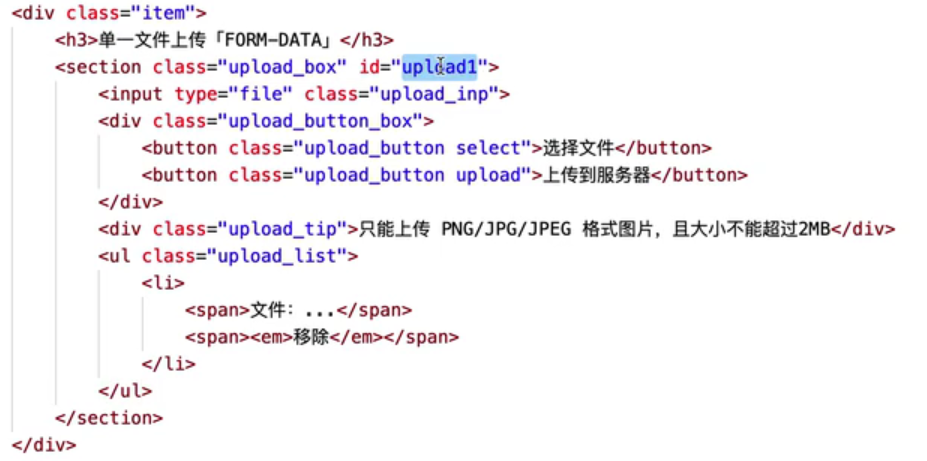 <div class="item">
<h3>单一文件上传「FORM-DATA」</h3>
<section class="upload_box" id="upload1">
<input type="file" class="upload_inp">
<div class="upload_button_box">
<button class="upload_button select">选择文件</button>
<button class="upload_button upload">上传到服务器</button>
</div>
<div class="upload_tip">只能上传 PNG/JPG/JPEG 格式图片，且大小不能超过2MB</div>
<ul class="upload_list">
<li>
<span>文件：...</span>
<span><em>移除</em></span>
</li>
</ul>
</section>
</div>